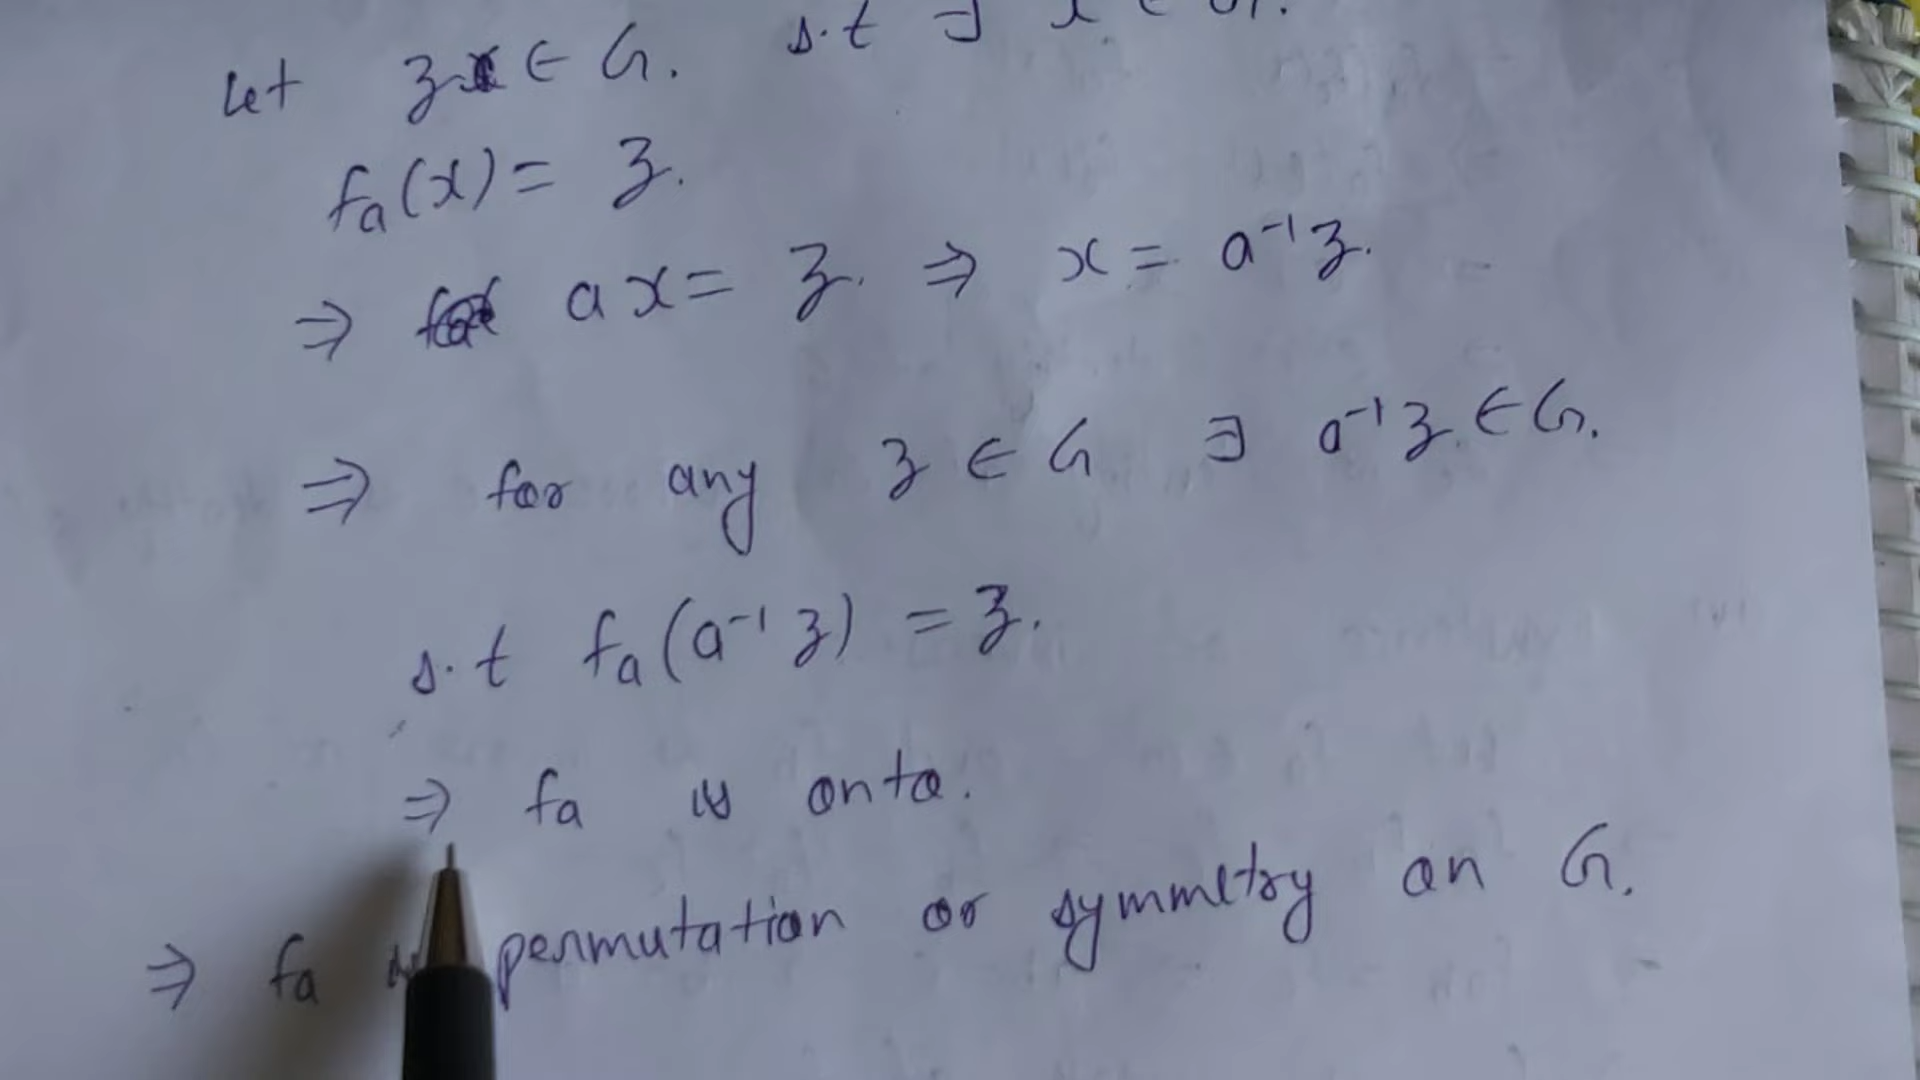 Let z ∈ G. s.t ∃ x ∈ G.
fa(x) = z.
⇒ ax = z. ⇒ x = a⁻¹z.
⇒ for any z ∈ G ∃ a⁻¹z ∈ G.
s.t fa(a⁻¹z) = z.
⇒ fa is onto.
⇒ fa permutation or symmetry on G.